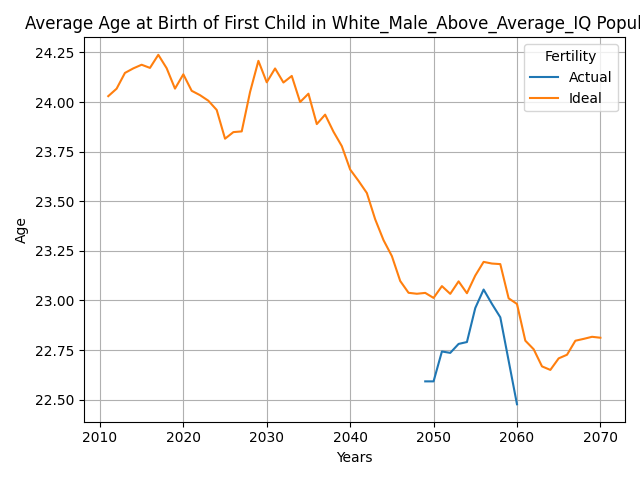 Average Age at Birth of First Child in White_Male_Above_Average_IQ Popul
Fertility
Actual
Ideal
24.25
24.00
23.75
23.50
23.25
23.00
22.75
22.50
Age
2010 2020 2030 2040 2050 2060 2070
Years